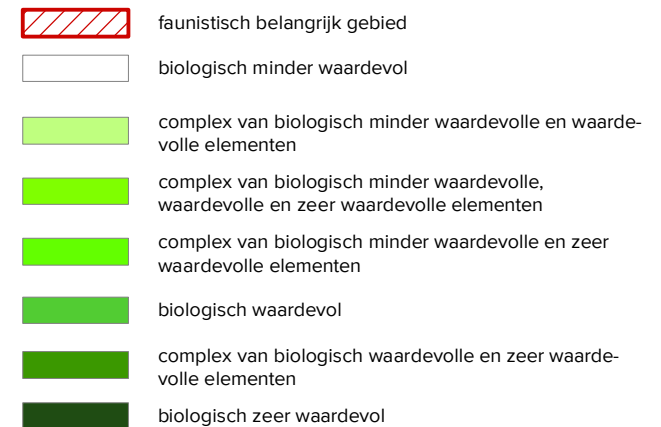 faunistisch belangrijk gebied
biologisch minder waardevol
complex van biologisch minder waardevolle en waarde-
volle elementen
complex van biologisch minder waardevolle,
waardevolle en zeer waardevolle elementen
complex van biologisch minder waardevolle en zeer
waardevolle elementen
biologisch waardevol
complex van biologisch waardevolle en zeer waarde-
volle elementen
biologisch zeer waardevol